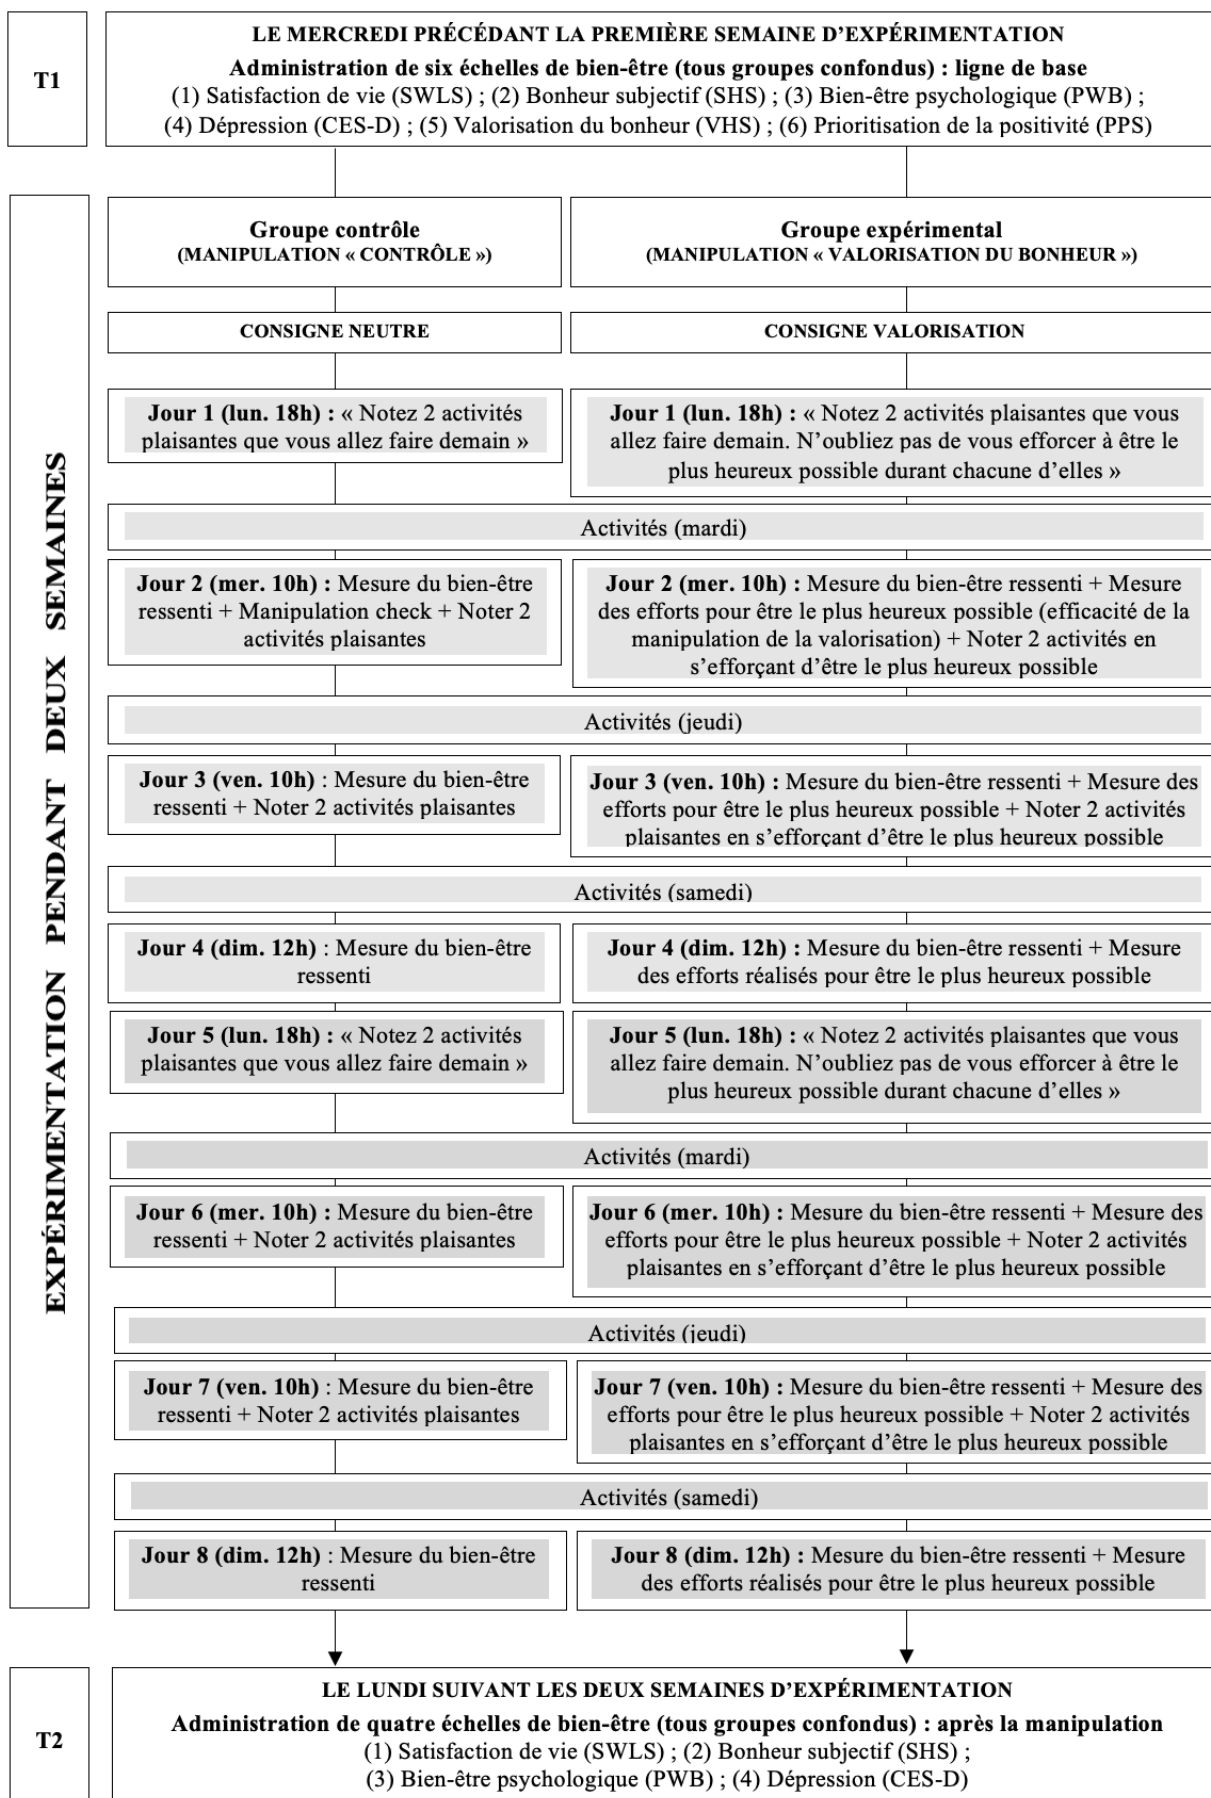 T1
LE MERCREDI PRÉCÉDANT LA PREMIÈRE SEMAINE D’EXPÉRIMENTATION
Administration de six échelles de bien-être (tous groupes confondus) : ligne de base
(1) Satisfaction de vie (SWLS) ; (2) Bonheur subjectif (SHS) ; (3) Bien-être psychologique (PWB) ;
(4) Dépression (CES-D) ; (5) Valorisation du bonheur (VHS) ; (6) Prioritisation de la positivité (PPS)
EXPÉRIMENTATION PENDANT DEUX SEMAINES
Groupe contrôle
(MANIPULATION « CONTRÔLE »)
Groupe expérimental
(MANIPULATION « VALORISATION DU BONHEUR »)
CONSIGNE NEUTRE
CONSIGNE VALORISATION
Jour 1 (lun. 18h) : « Notez 2 activités
plaisantes que vous allez faire demain »
Jour 1 (lun. 18h) : « Notez 2 activités plaisantes que vous
allez faire demain. N’oubliez pas de vous efforcer à être le
plus heureux possible durant chacune d’elles »
Activités (mardi)
Jour 2 (mer. 10h) : Mesure du bien-être
ressenti + Manipulation check + Noter 2
activités plaisantes
Jour 2 (mer. 10h) : Mesure du bien-être ressenti + Mesure
des efforts pour être le plus heureux possible (efficacité de la
manipulation de la valorisation) + Noter 2 activités en
s’efforçant d’être le plus heureux possible
Activités (jeudi)
Jour 3 (ven. 10h) : Mesure du bien-être
ressenti + Noter 2 activités plaisantes
Jour 3 (ven. 10h) : Mesure du bien-être ressenti + Mesure des
efforts pour être le plus heureux possible + Noter 2 activités
plaisantes en s’efforçant d’être le plus heureux possible
Activités (samedi)
Jour 4 (dim. 12h) : Mesure du bien-être
ressenti
Jour 4 (dim. 12h) : Mesure du bien-être ressenti + Mesure
des efforts réalisés pour être le plus heureux possible
Jour 5 (lun. 18h) : « Notez 2 activités
plaisantes que vous allez faire demain »
Jour 5 (lun. 18h) : « Notez 2 activités plaisantes que vous
allez faire demain. N’oubliez pas de vous efforcer à être le
plus heureux possible durant chacune d’elles »
Activités (mardi)
Jour 6 (mer. 10h) : Mesure du bien-être
ressenti + Noter 2 activités plaisantes
Jour 6 (mer. 10h) : Mesure du bien-être ressenti + Mesure des
efforts pour être le plus heureux possible + Noter 2 activités
plaisantes en s’efforçant d’être le plus heureux possible
Activités (jeudi)
Jour 7 (ven. 10h) : Mesure du bien-être
ressenti + Noter 2 activités plaisantes
Jour 7 (ven. 10h) : Mesure du bien-être ressenti + Mesure des
efforts pour être le plus heureux possible + Noter 2 activités
plaisantes en s’efforçant d’être le plus heureux possible
Activités (samedi)
Jour 8 (dim. 12h) : Mesure du bien-être
ressenti
Jour 8 (dim. 12h) : Mesure du bien-être ressenti + Mesure
des efforts réalisés pour être le plus heureux possible
T2
LE LUNDI SUIVANT LES DEUX SEMAINES D’EXPÉRIMENTATION
Administration de quatre échelles de bien-être (tous groupes confondus) : après la manipulation
(1) Satisfaction de vie (SWLS) ; (2) Bonheur subjectif (SHS) ;
(3) Bien-être psychologique (PWB) ; (4) Dépression (CES-D)